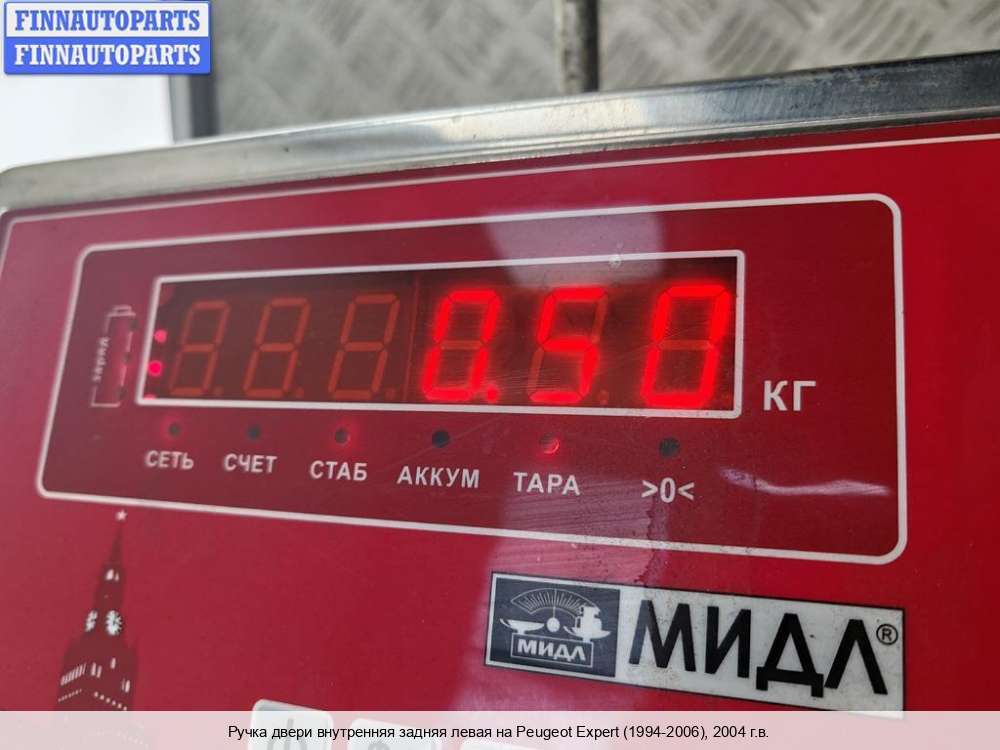 FINNAUTOPARTS
FINNAUTOPARTS
0.50 КГ
СЕТЬ СЧЕТ СТАБ АККУМ ТАРА >0<
МИДЛ МИДЛ®
Ручка двери внутренняя задняя левая на Peugeot Expert (1994-2006), 2004 г.в.